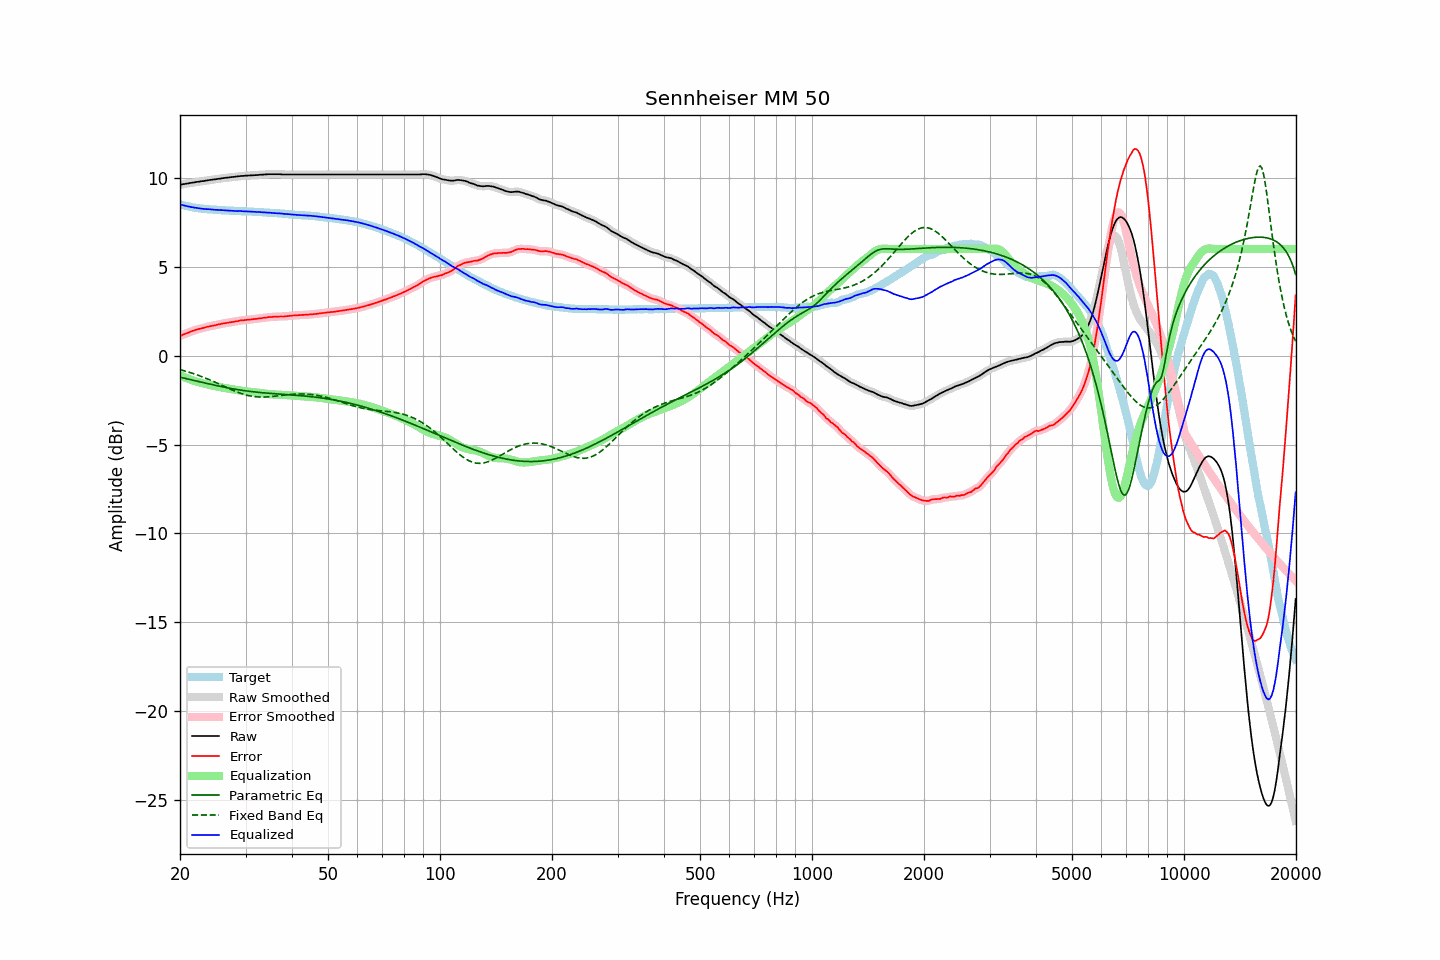 Sennheiser MM 50
Amplitude (dBr)
10
5
0
−5
−10
−15
−20
−25
Target
Raw Smoothed
Error Smoothed
Raw
Error
Equalization
Parametric Eq
Fixed Band Eq
Equalized
20 50 100 200 500 1000 2000 5000 10000 20000
Frequency (Hz)